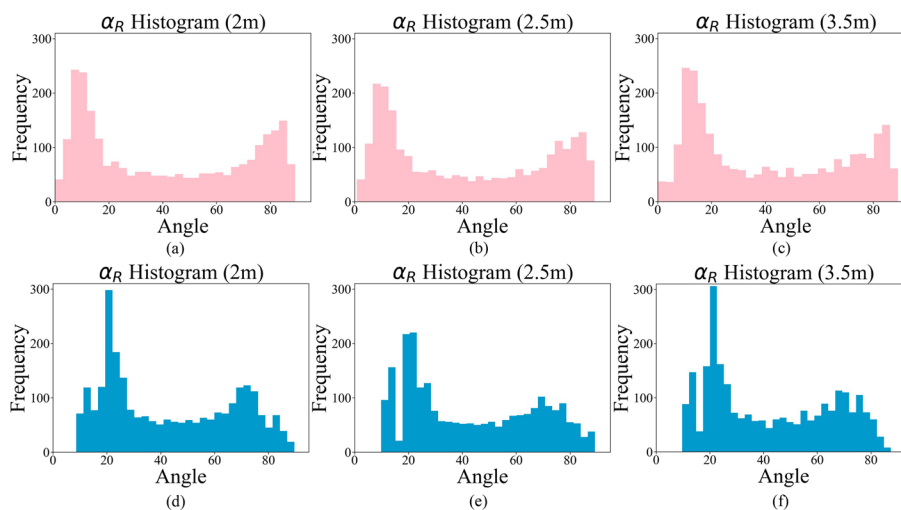 α_R Histogram (2m)
300
200
100
0
Frequency
0 20 40 60 80
Angle
(a)
α_R Histogram (2.5m)
300
200
100
0
Frequency
0 20 40 60 80
Angle
(b)
α_R Histogram (3.5m)
300
200
100
0
Frequency
0 20 40 60 80
Angle
(c)
α_R Histogram (2m)
300
200
100
0
Frequency
0 20 40 60 80
Angle
(d)
α_R Histogram (2.5m)
300
200
100
0
Frequency
0 20 40 60 80
Angle
(e)
α_R Histogram (3.5m)
300
200
100
0
Frequency
0 20 40 60 80
Angle
(f)